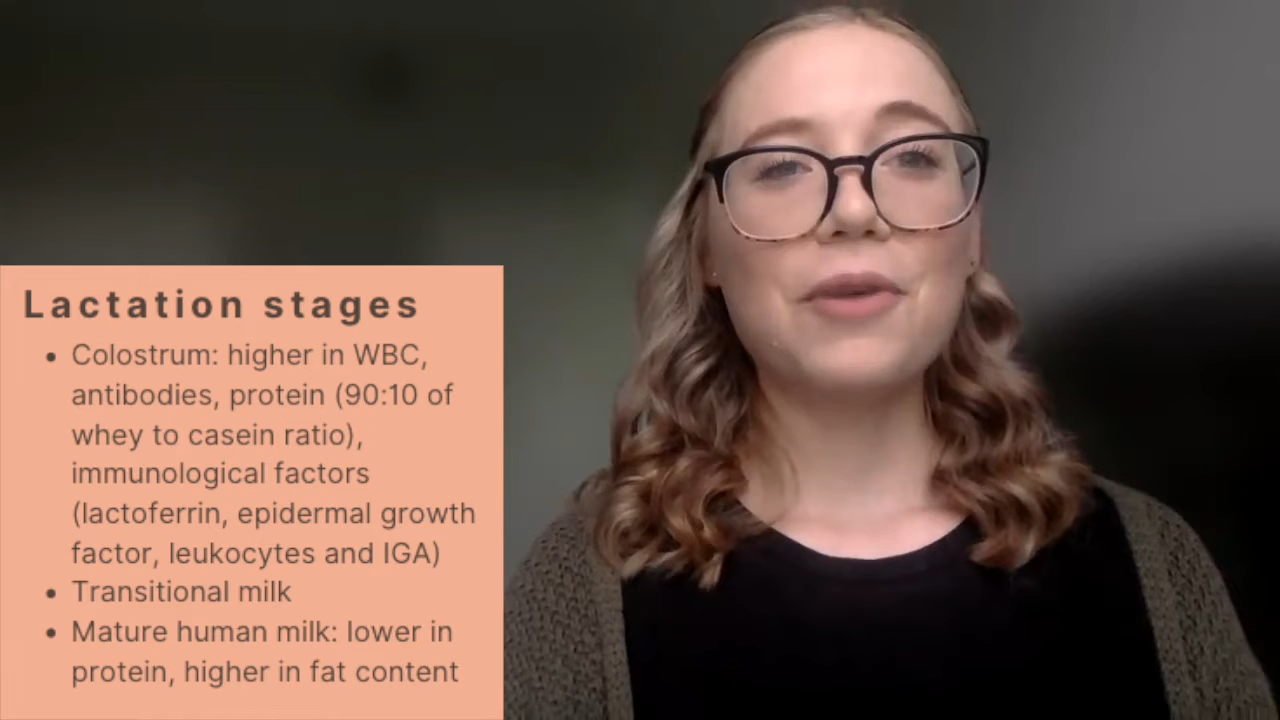 Lactation stages
• Colostrum: higher in WBC,
antibodies, protein (90:10 of
whey to casein ratio),
immunological factors
(lactoferrin, epidermal growth
factor, leukocytes and IGA)
• Transitional milk
• Mature human milk: lower in
protein, higher in fat content